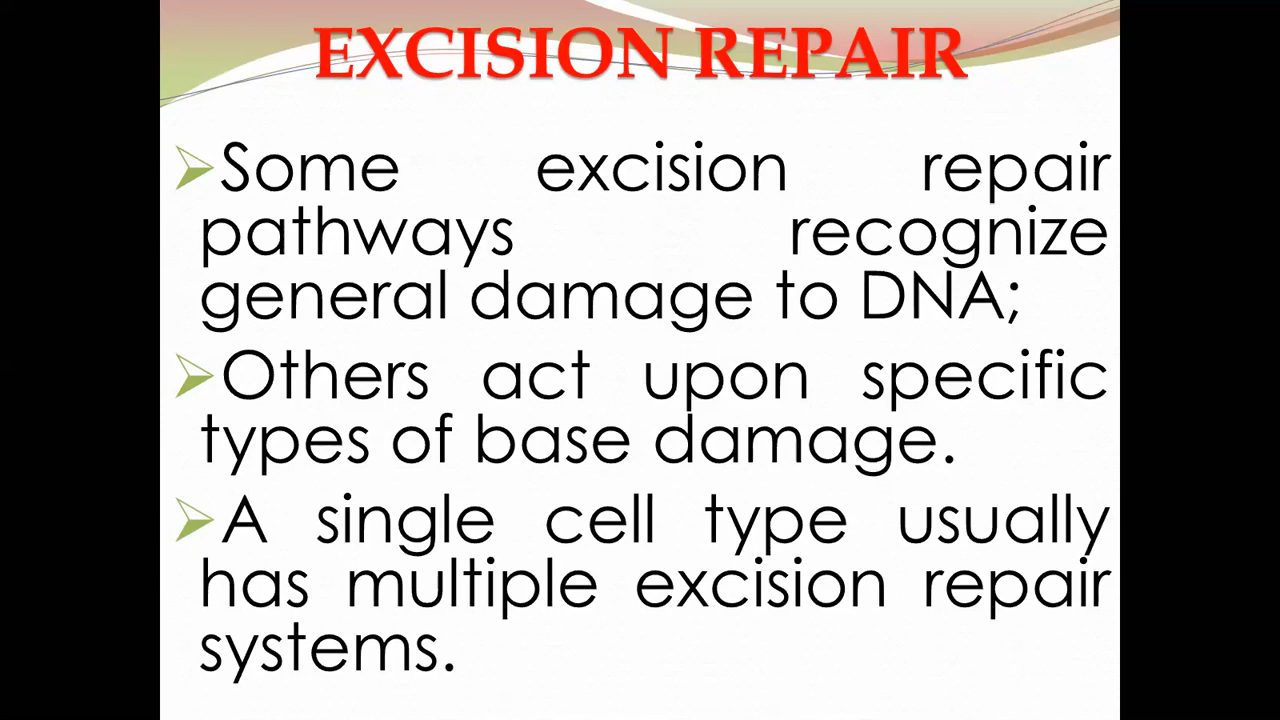 EXCISION REPAIR
Some excision repair
pathways recognize
general damage to DNA;
Others act upon specific
types of base damage.
A single cell type usually
has multiple excision repair
systems.